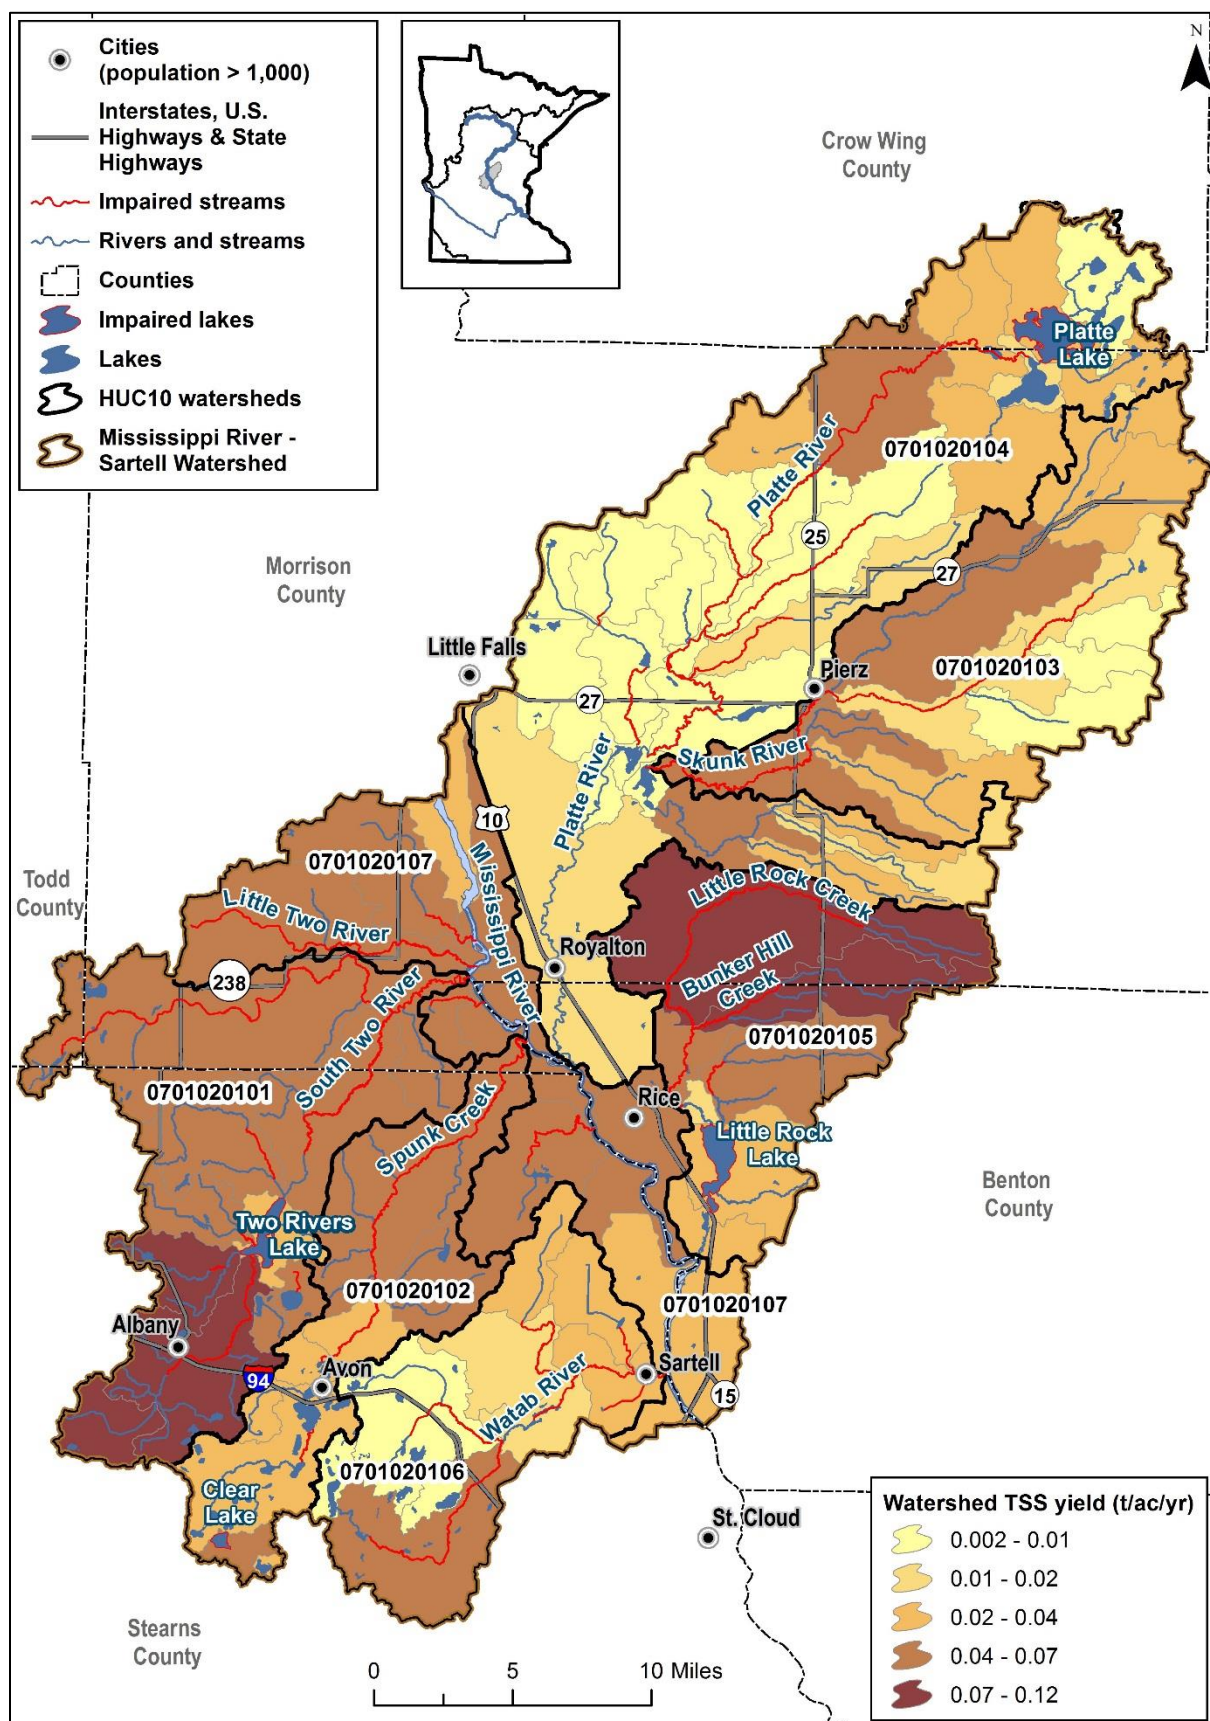 Cities
(population > 1,000)
Interstates, U.S.
Highways & State
Highways
Impaired streams
Rivers and streams
Counties
Impaired lakes
Lakes
HUC10 watersheds
Mississippi River -
Sartell Watershed
N
Crow Wing
County
Platte
Lake
Platte River
0701020104
25
27
Morrison
County
Little Falls
Pierz
0701020103
27
Skunk River
Platte River
10
0701020107
Mississippi River
Todd
County
Little Two River
Little Rock Creek
Royalton
Bunker Hill
Creek
238
South Two River
0701020105
0701020101
Rice
Spunk Creek
Little Rock
Lake
Benton
County
Two Rivers
Lake
0701020102
0701020107
Albany
Avon
Sartell
94
15
Watab River
0701020106
Clear
Lake
St. Cloud
Stearns
County
0 5 10 Miles
Watershed TSS yield (t/ac/yr)
0.002 - 0.01
0.01 - 0.02
0.02 - 0.04
0.04 - 0.07
0.07 - 0.12